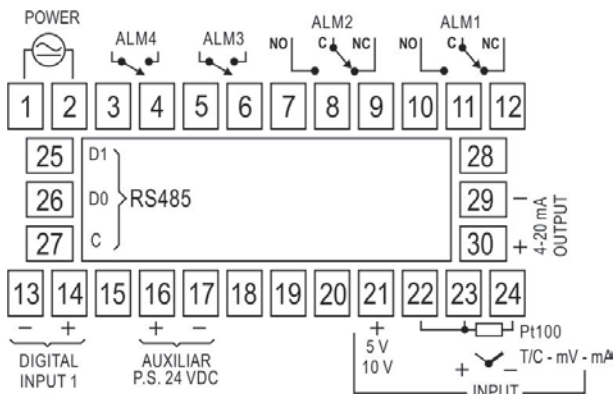 POWER
ALM4 ALM3 ALM2 ALM1
NO C NC NO C NC
1 2 3 4 5 6 7 8 9 10 11 12
25 D1 28
26 D0 RS485 29 −
27 C 30 +
4-20 mA
OUTPUT
13 14 15 16 17 18 19 20 21 22 23 24
− + + − +
DIGITAL
INPUT 1
AUXILIAR
P.S. 24 VDC
5 V
10 V
Pt100
+ − T/C - mV - mA
INPUT